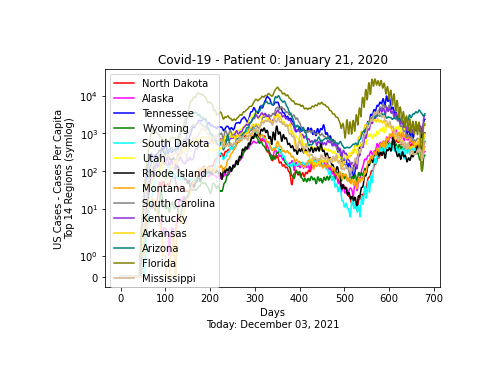 Covid-19 - Patient 0: January 21, 2020
US Cases - Cases Per Capita
Top 14 Regions (symlog)
10⁴
10³
10²
10¹
10⁰
0
North Dakota
Alaska
Tennessee
Wyoming
South Dakota
Utah
Rhode Island
Montana
South Carolina
Kentucky
Arkansas
Arizona
Florida
Mississippi
0 100 200 300 400 500 600 700
Days
Today: December 03, 2021